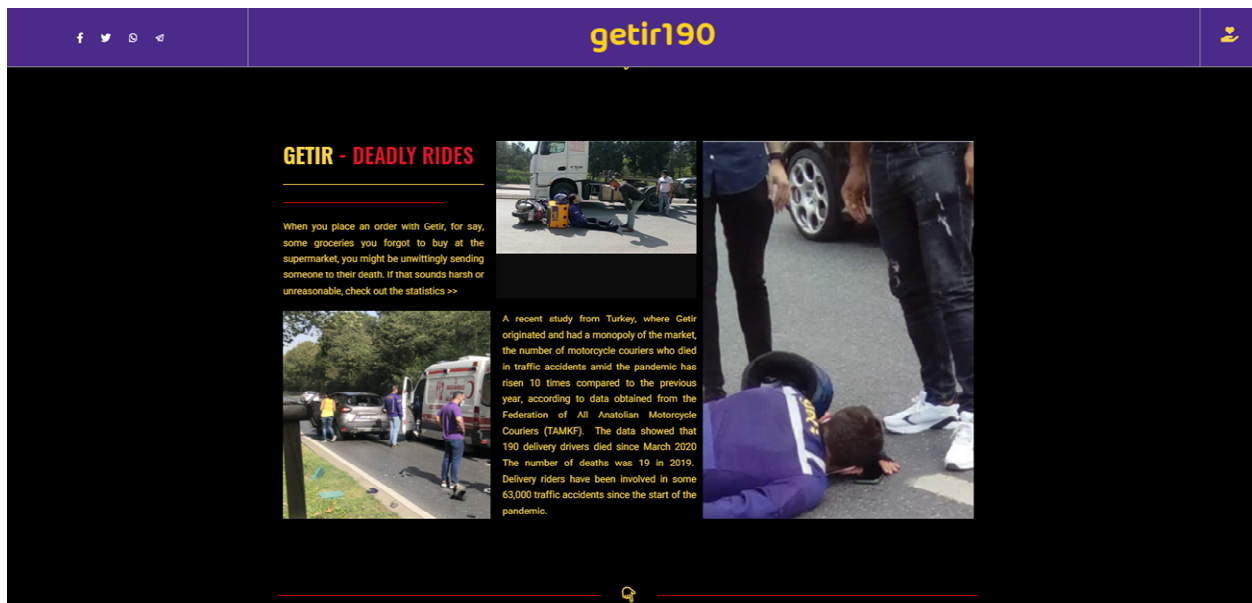 getir190
GETIR - DEADLY RIDES
When you place an order with Getir, for say,
some groceries you forgot to buy at the
supermarket, you might be unwittingly sending
someone to their death. If that sounds harsh or
unreasonable, check out the statistics >>
A recent study from Turkey, where Getir
originated and had a monopoly of the market,
the number of motorcycle couriers who died
in traffic accidents amid the pandemic has
risen 10 times compared to the previous
year, according to data obtained from the
Federation of All Anatolian Motorcycle
Couriers (TAMKF). The data showed that
190 delivery drivers died since March 2020
The number of deaths was 19 in 2019.
Delivery riders have been involved in some
63,000 traffic accidents since the start of the
pandemic.